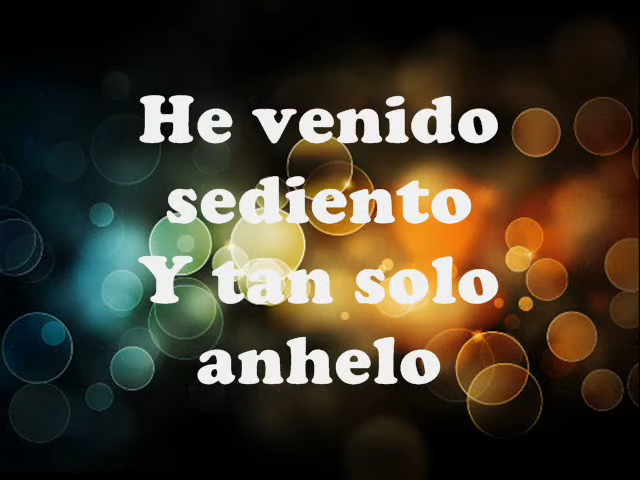 He venido
sediento
Y tan solo
anhelo